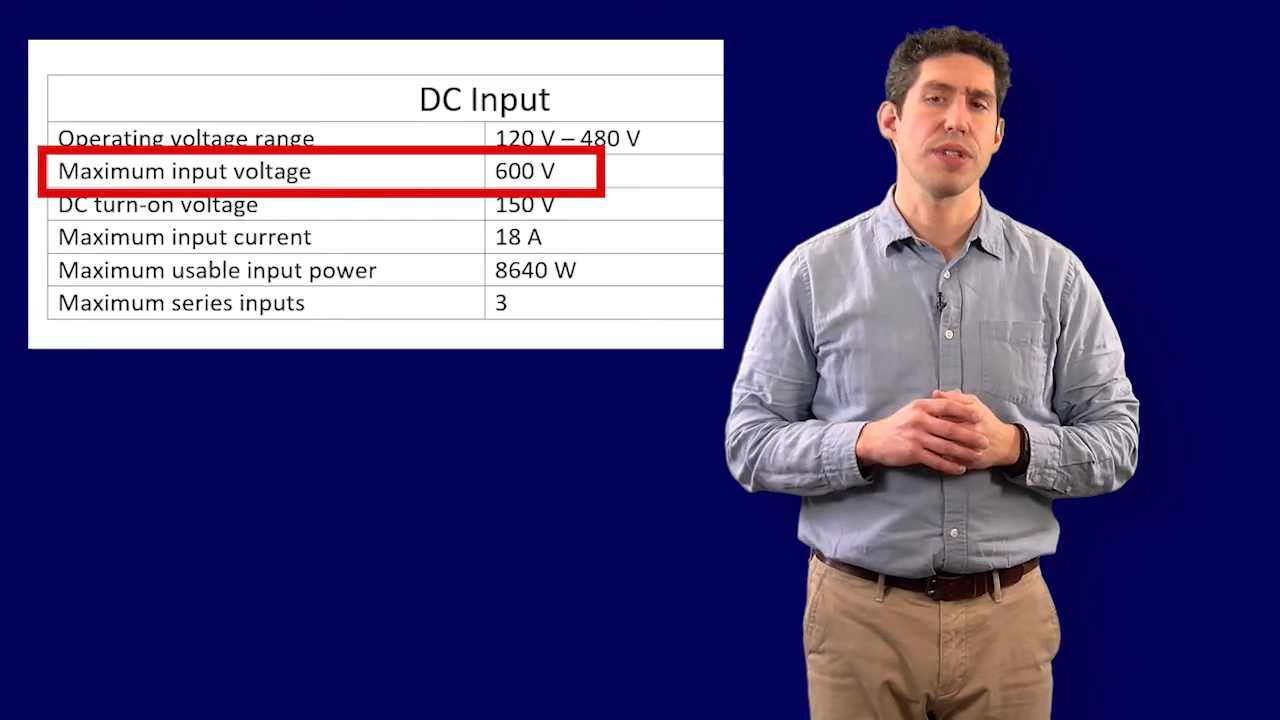 DC Input
Operating voltage range 120 V – 480 V
Maximum input voltage 600 V
DC turn-on voltage 150 V
Maximum input current 18 A
Maximum usable input power 8640 W
Maximum series inputs 3